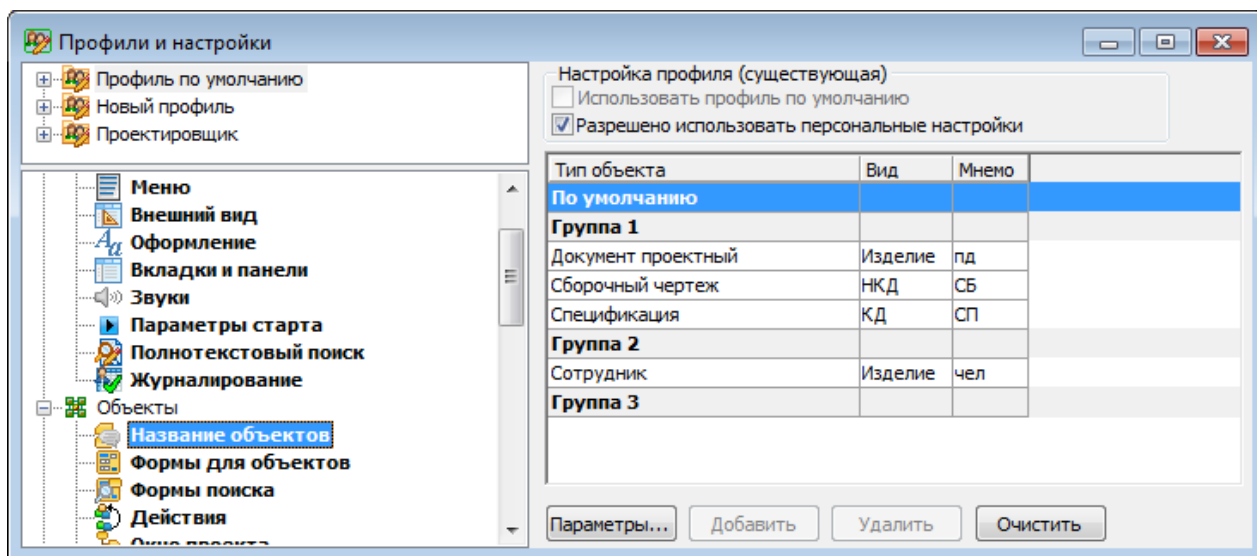 Профили и настройки
Профиль по умолчанию
Новый профиль
Проектировщик
Меню
Внешний вид
Оформление
Вкладки и панели
Звуки
Параметры старта
Полнотекстовый поиск
Журналирование
Объекты
Название объектов
Формы для объектов
Формы поиска
Действия
Окно проекта
Настройка профиля (существующая)
Использовать профиль по умолчанию
Разрешено использовать персональные настройки
Тип объекта Вид Мнемо
По умолчанию
Группа 1
Документ проектный Изделие пд
Сборочный чертеж НКД СБ
Спецификация КД СП
Группа 2
Сотрудник Изделие чел
Группа 3
Параметры... Добавить Удалить Очистить